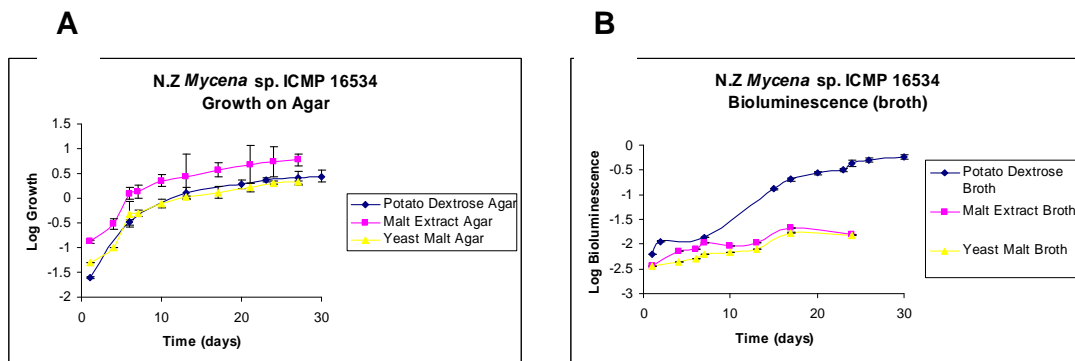 A
N.Z Mycena sp. ICMP 16534
Growth on Agar
1.5
1
0.5
0
-0.5
-1
-1.5
-2
Log Growth
0 10 20 30
Time (days)
Potato Dextrose Agar
Malt Extract Agar
Yeast Malt Agar
B
N.Z Mycena sp. ICMP 16534
Bioluminescence (broth)
0
-0.5
-1
-1.5
-2
-2.5
-3
Log Bioluminescence
0 10 20 30
Time (days)
Potato Dextrose
Broth
Malt Extract Broth
Yeast Malt Broth